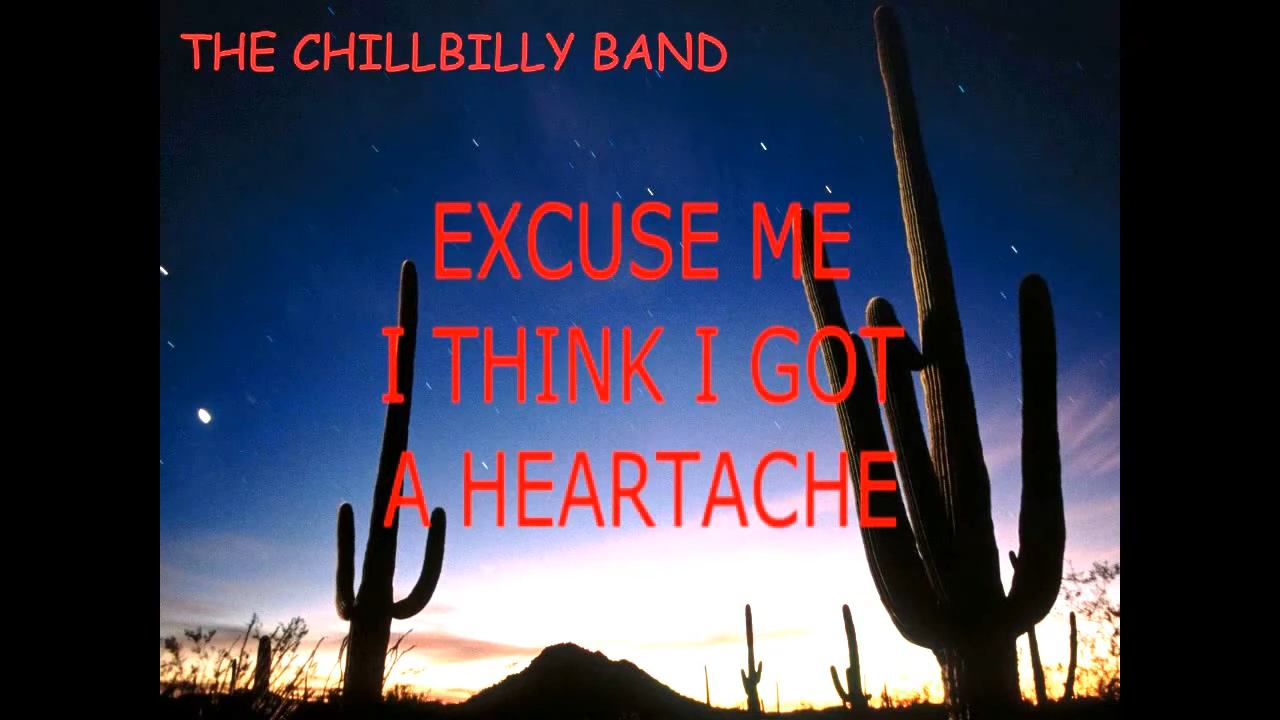 THE CHILLBILLY BAND
EXCUSE ME
I THINK I GOT
A HEARTACHE